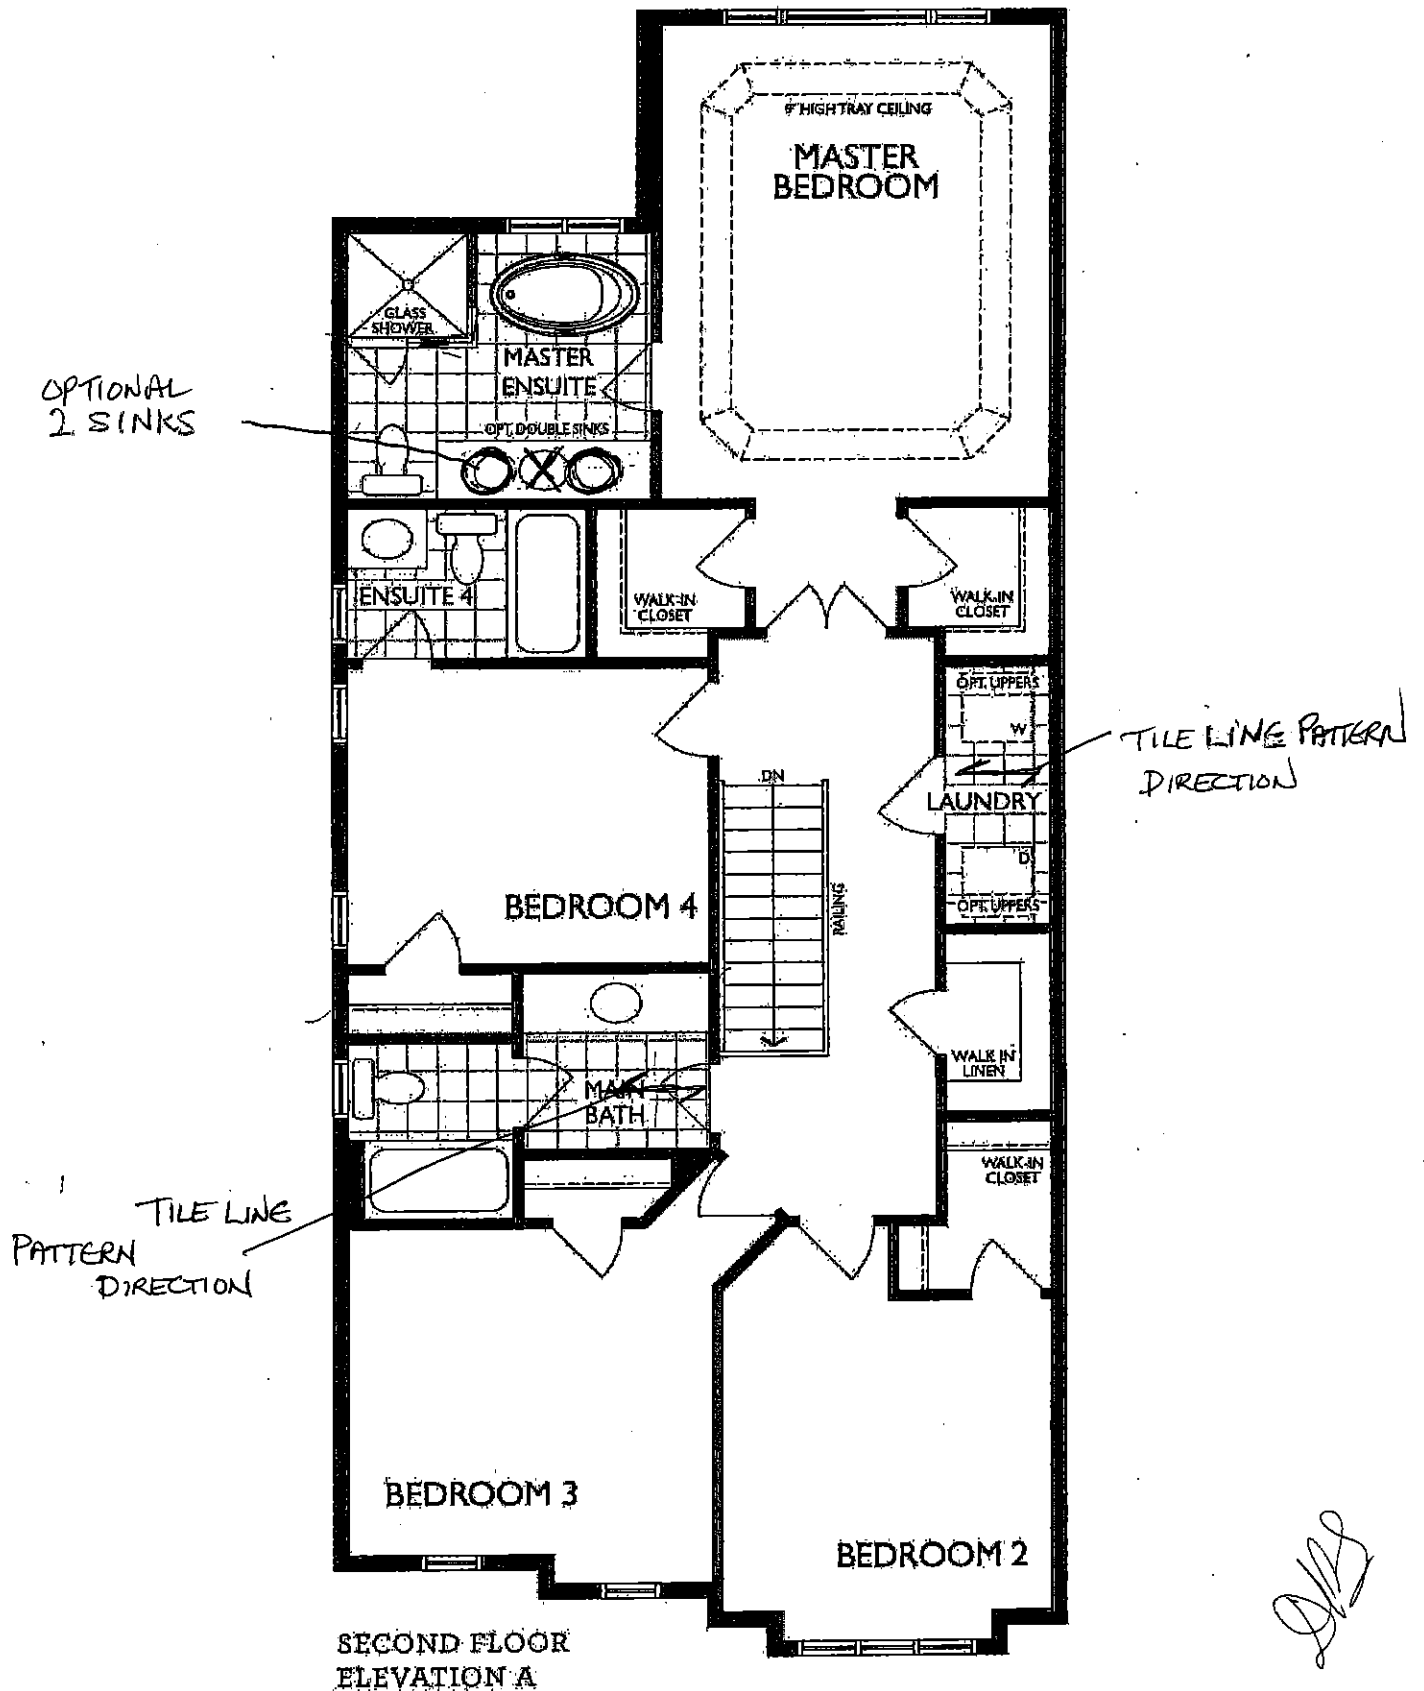 9' HIGH TRAY CEILING
MASTER
BEDROOM
GLASS
SHOWER
MASTER
ENSUITE
OPTIONAL
2 SINKS
OPT. DOUBLE SINKS
ENSUITE 4
WALK-IN
CLOSET
WALK-IN
CLOSET
OPT. UPPERS
W
TILE LINE PATTERN
DIRECTION
DN
LAUNDRY
D
OPT. UPPERS
RAILING
BEDROOM 4
WALK IN
LINEN
MAIN
BATH
WALK-IN
CLOSET
TILE LINE
PATTERN
DIRECTION
BEDROOM 3
BEDROOM 2
SECOND FLOOR
ELEVATION A